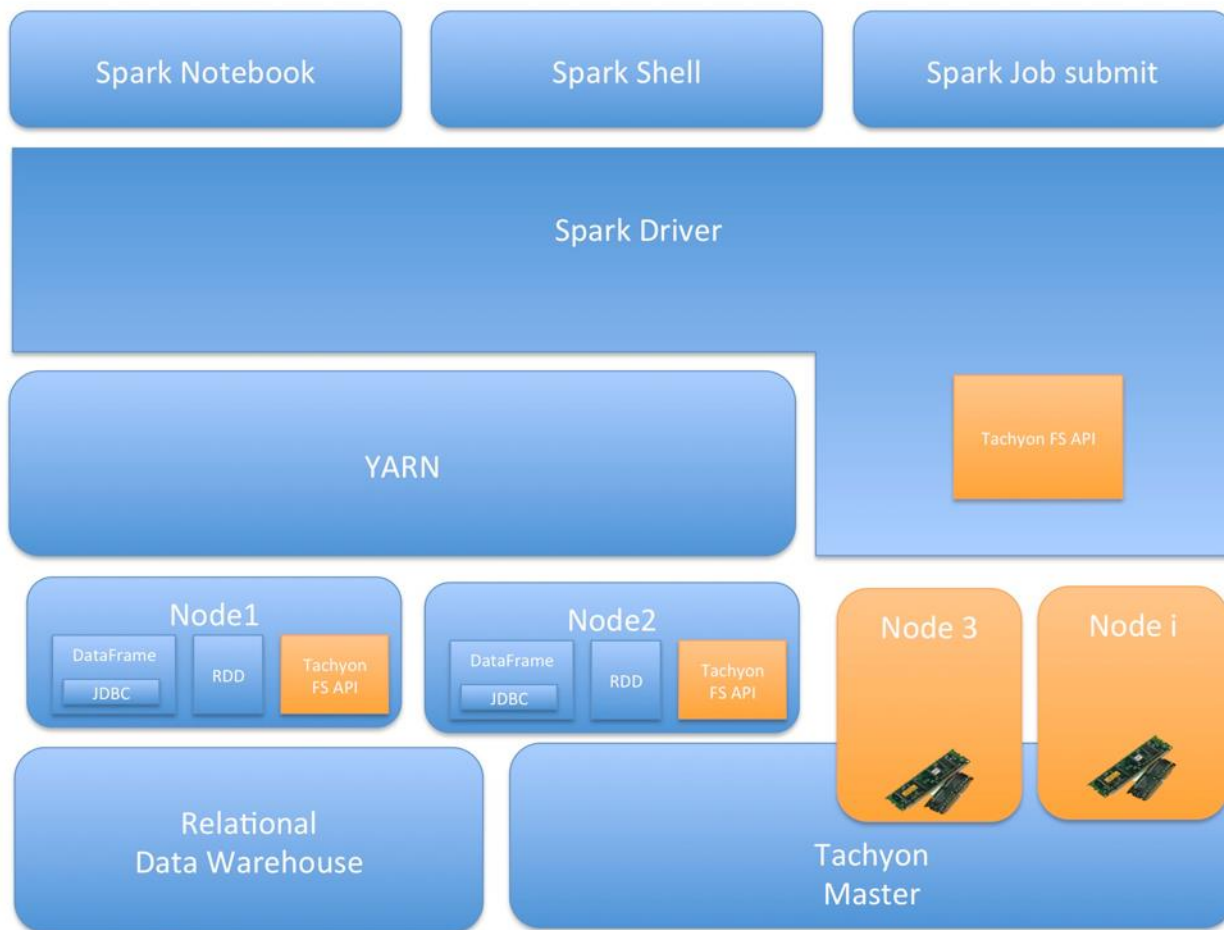 Spark Notebook
Spark Shell
Spark Job submit
Spark Driver
Tachyon FS API
YARN
Node1
DataFrame
JDBC
RDD
Tachyon
FS API
Node2
DataFrame
JDBC
RDD
Tachyon
FS API
Node 3
Node i
Relational
Data Warehouse
Tachyon
Master